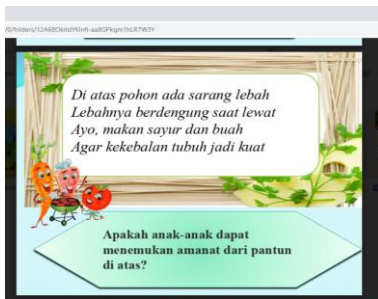 Di atas pohon ada sarang lebah
Lebahnya berdengung saat lewat
Ayo, makan sayur dan buah
Agar kekebalan tubuh jadi kuat
Apakah anak-anak dapat
menemukan amanat dari pantun
di atas?